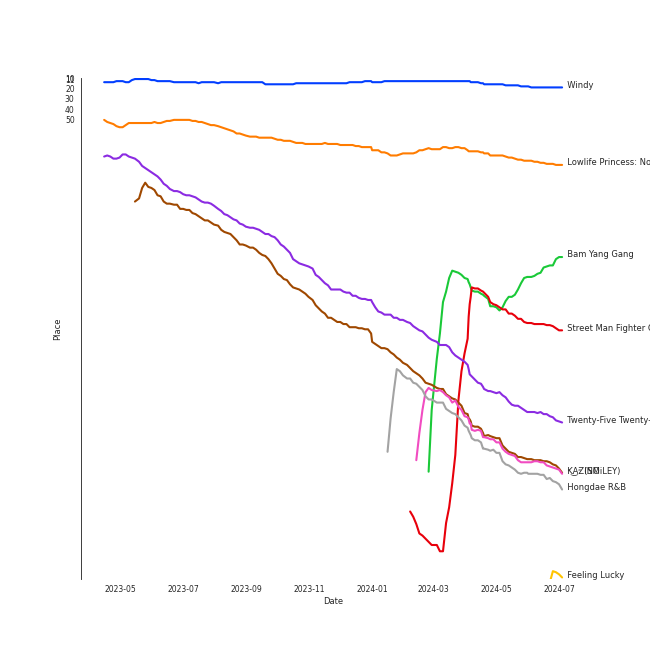 10
20
30
40
50
Place
Windy
Lowlife Princess: No
Bam Yang Gang
Street Man Fighter
Twenty-Five Twenty-
Hongdae R&B
Feeling Lucky
2023-05
2023-07
2023-09
2023-11
2024-01
2024-03
2024-05
2024-07
Date